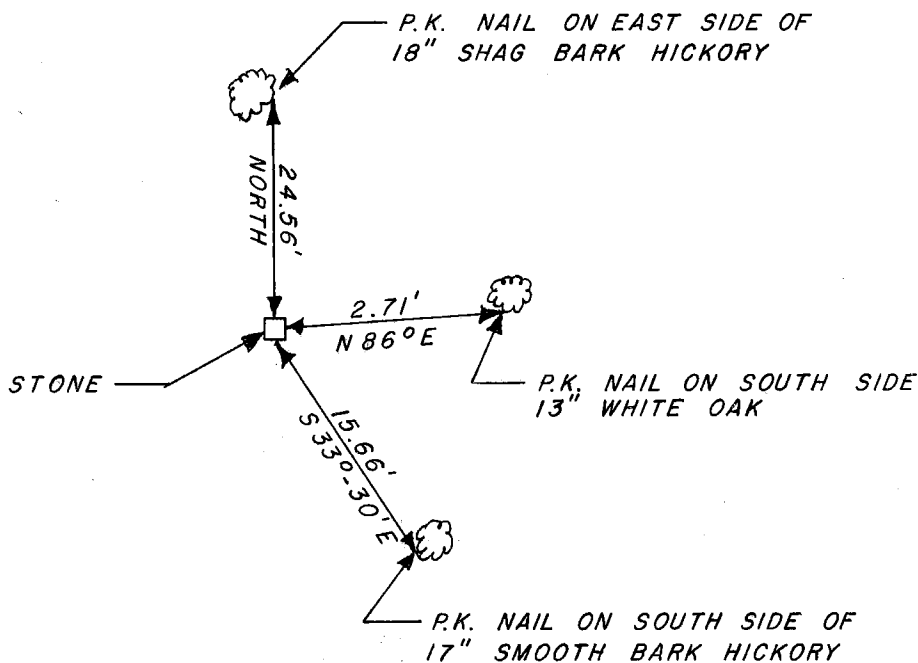 P.K. NAIL ON EAST SIDE OF
18" SHAG BARK HICKORY
24.56'
NORTH
2.71'
N 86° E
STONE
P.K. NAIL ON SOUTH SIDE
13" WHITE OAK
15.66'
S 33°-30' E
P.K. NAIL ON SOUTH SIDE OF
17" SMOOTH BARK HICKORY